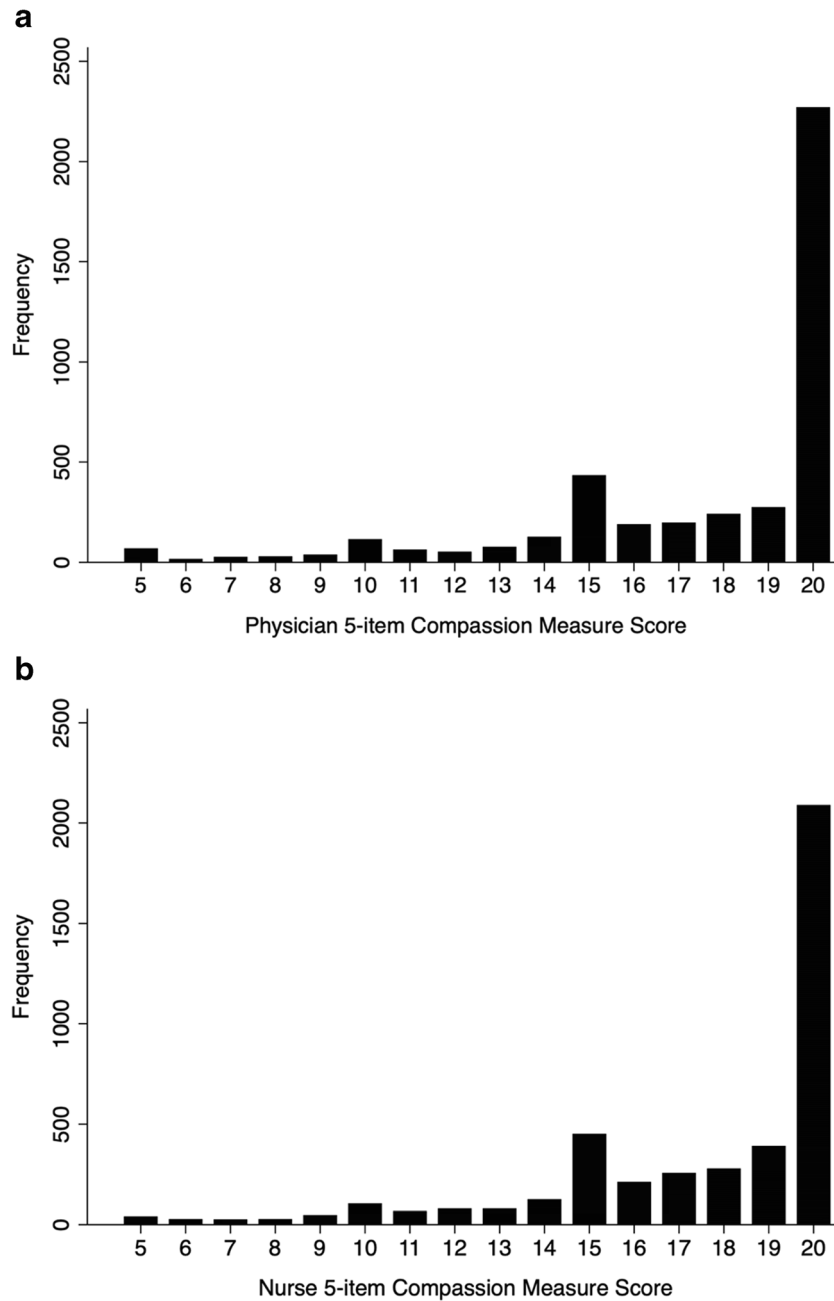 a
2500
2000
1500
1000
500
0
Frequency
5 6 7 8 9 10 11 12 13 14 15 16 17 18 19 20
Physician 5-item Compassion Measure Score
b
2500
2000
1500
1000
500
0
Frequency
5 6 7 8 9 10 11 12 13 14 15 16 17 18 19 20
Nurse 5-item Compassion Measure Score